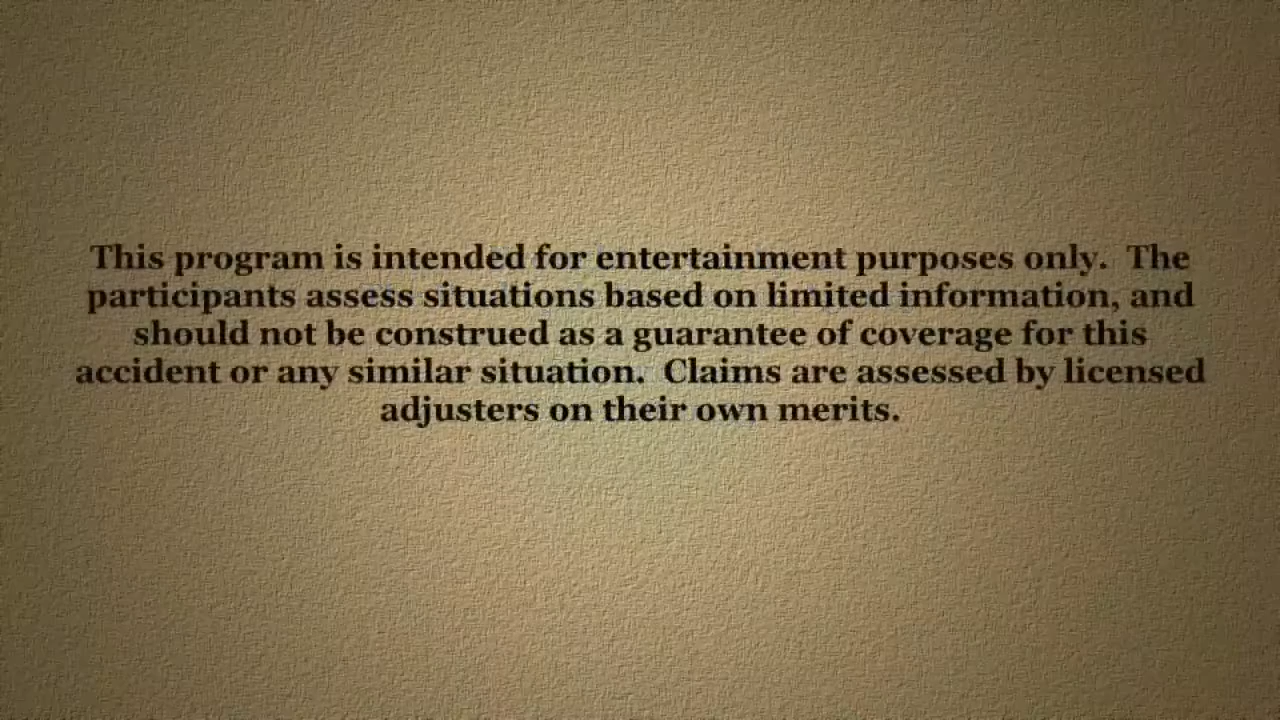 This program is intended for entertainment purposes only.  The
participants assess situations based on limited information, and
should not be construed as a guarantee of coverage for this
accident or any similar situation.  Claims are assessed by licensed
adjusters on their own merits.